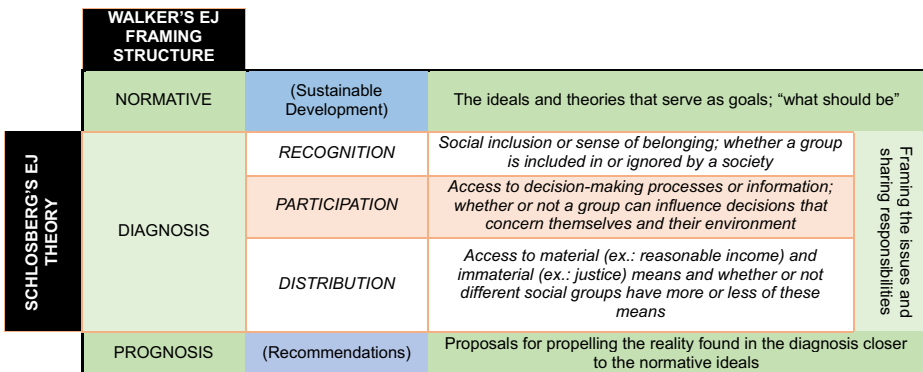 WALKER'S EJ
FRAMING
STRUCTURE
NORMATIVE
(Sustainable
Development)
The ideals and theories that serve as goals; "what should be"
SCHLOSBERG'S EJ
THEORY
DIAGNOSIS
RECOGNITION
Social inclusion or sense of belonging; whether a group
is included in or ignored by a society
PARTICIPATION
Access to decision-making processes or information;
whether or not a group can influence decisions that
concern themselves and their environment
DISTRIBUTION
Access to material (ex.: reasonable income) and
immaterial (ex.: justice) means and whether or not
different social groups have more or less of these
means
Framing the issues and
sharing responsibilities
PROGNOSIS
(Recommendations)
Proposals for propelling the reality found in the diagnosis closer
to the normative ideals